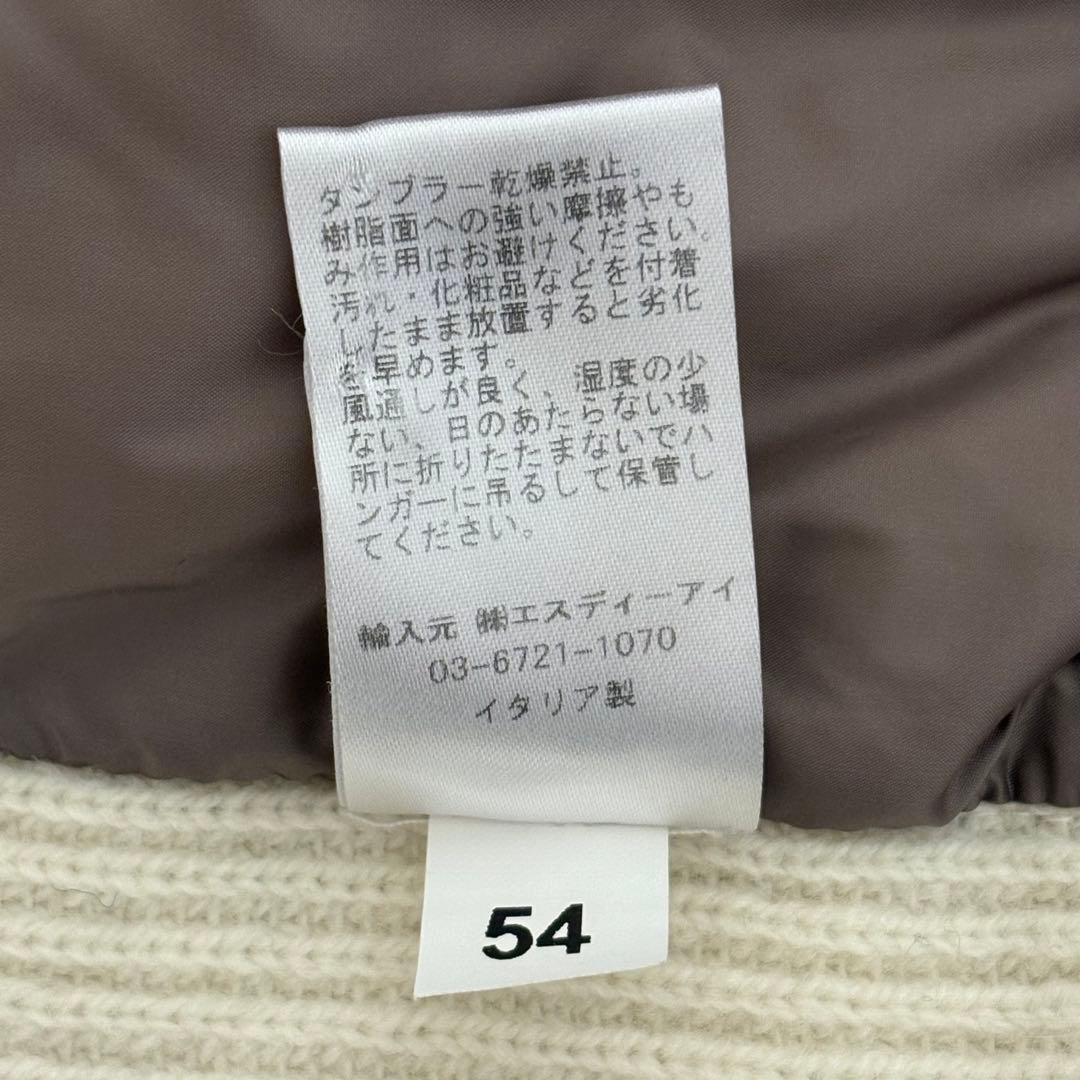 タンブラー乾燥禁止。
樹脂面への強い摩擦やも
み作用はお避けください。
汚れ・化粧品などを付着
したまま放置すると劣化
を早めます。
風通しが良く、湿度の少
ない、日のあたらない場
所に折りたたまないでハ
ンガーに吊るして保管し
てください。
輸入元 ㈱エスディーアイ
03-6721-1070
イタリア製
54